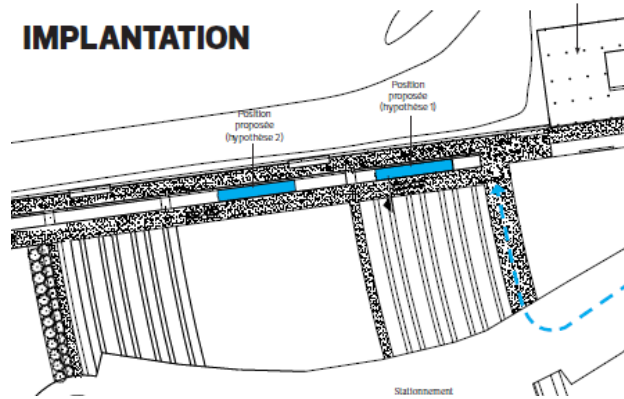 IMPLANTATION
Position
proposée
(hypothèse 1)
Position
proposée
(hypothèse 2)
Stationnement